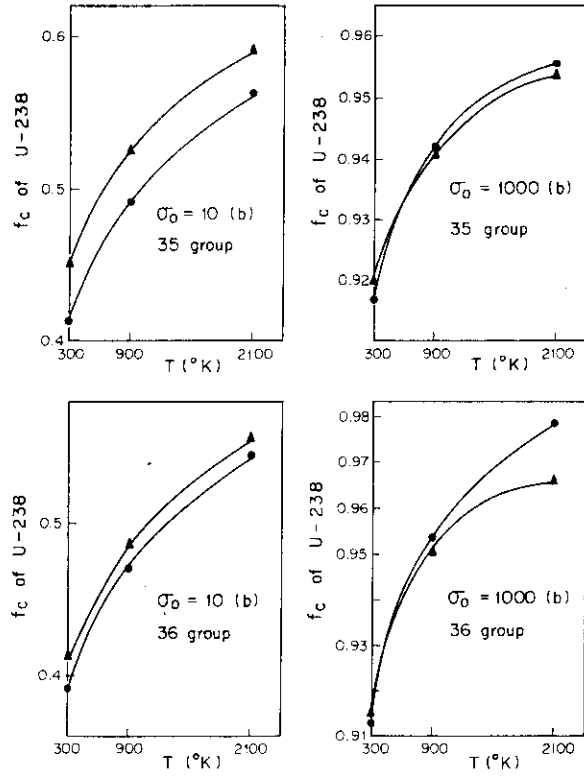 0.6
0.5
0.4
fc of U-238
σ₀ = 10 (b)
35 group
300 900 2100
T (°K)
0.96
0.95
0.94
0.93
0.92
fc of U-238
σ₀ = 1000 (b)
35 group
300 900 2100
T (°K)
0.5
0.4
fc of U-238
σ₀ = 10 (b)
36 group
300 900 2100
T (°K)
0.98
0.97
0.96
0.95
0.93
0.91
fc of U-238
σ₀ = 1000 (b)
36 group
300 900 2100
T (°K)